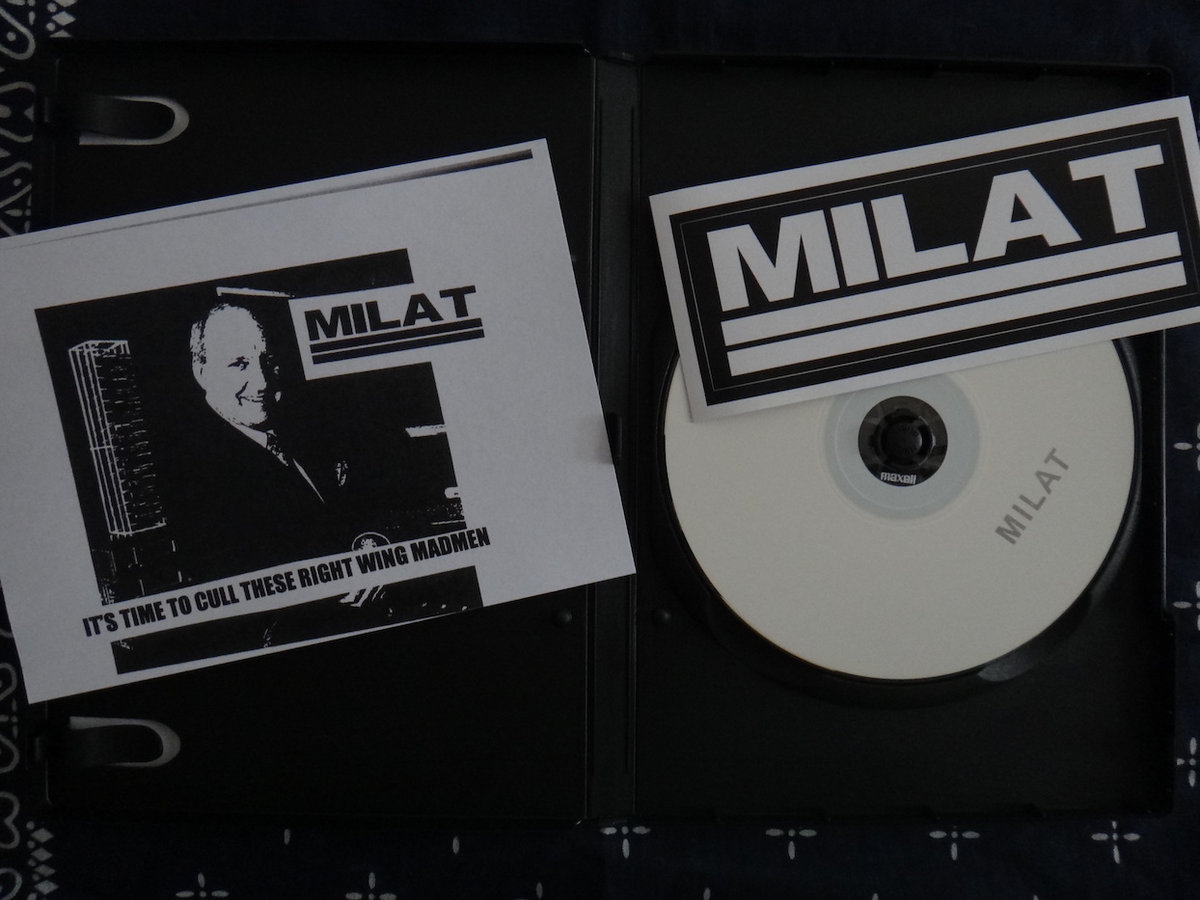 MILAT
IT'S TIME TO CULL THESE RIGHT WING MADMEN
MILAT
maxell
MILAT